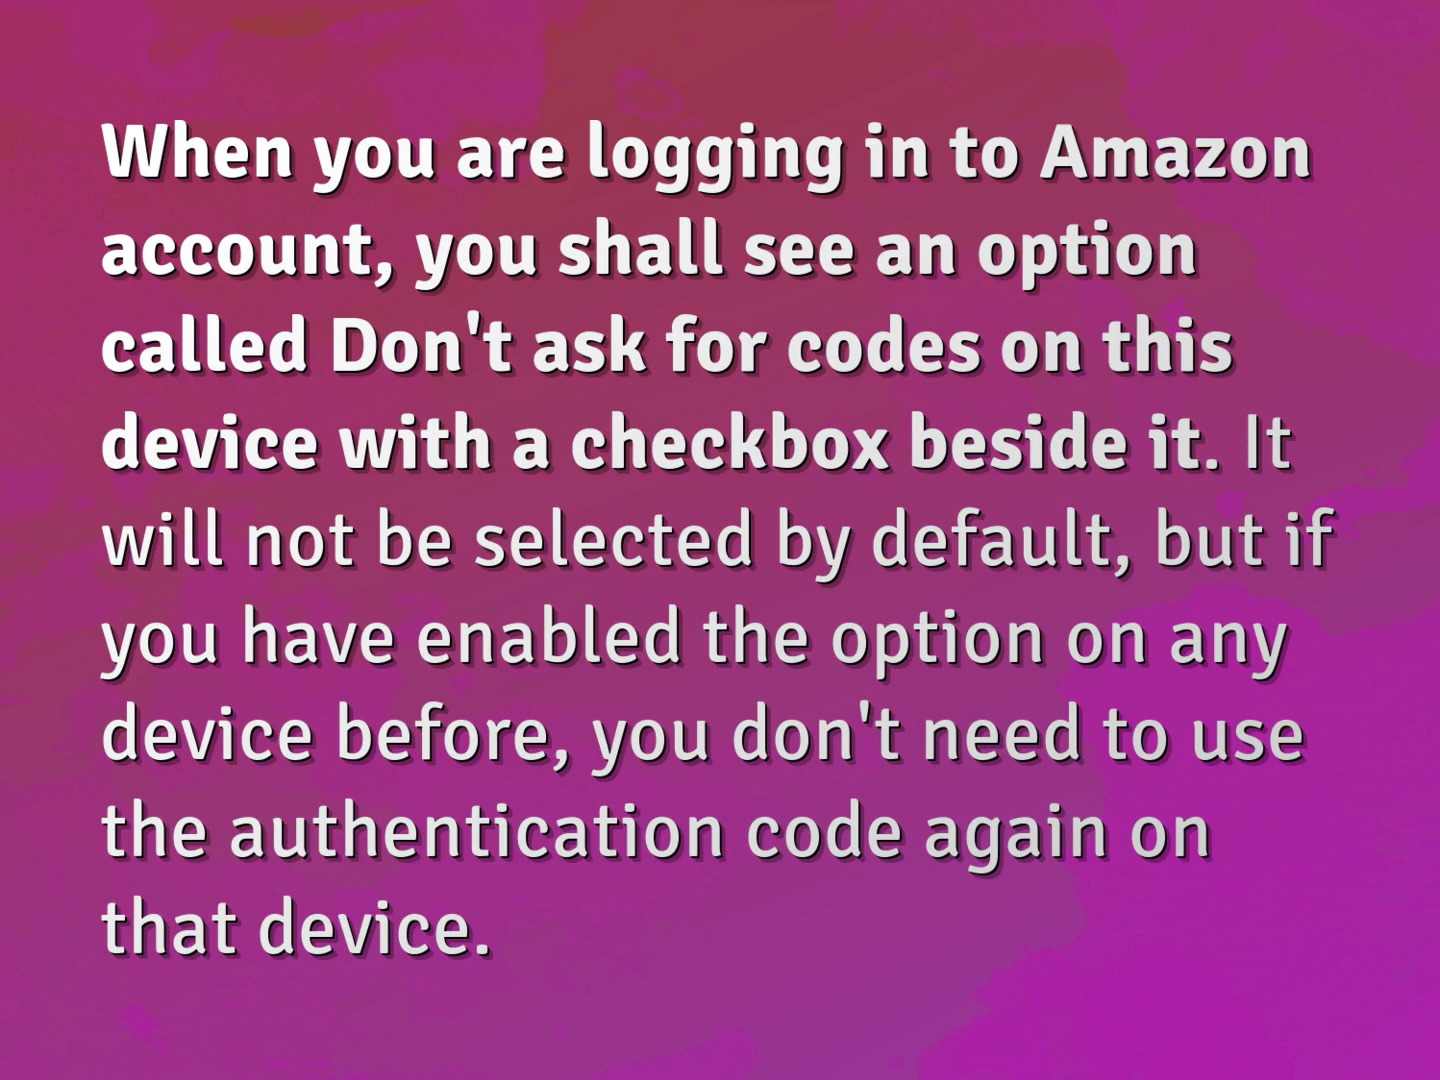 When you are logging in to Amazon
account, you shall see an option
called Don't ask for codes on this
device with a checkbox beside it. It
will not be selected by default, but if
you have enabled the option on any
device before, you don't need to use
the authentication code again on
that device.